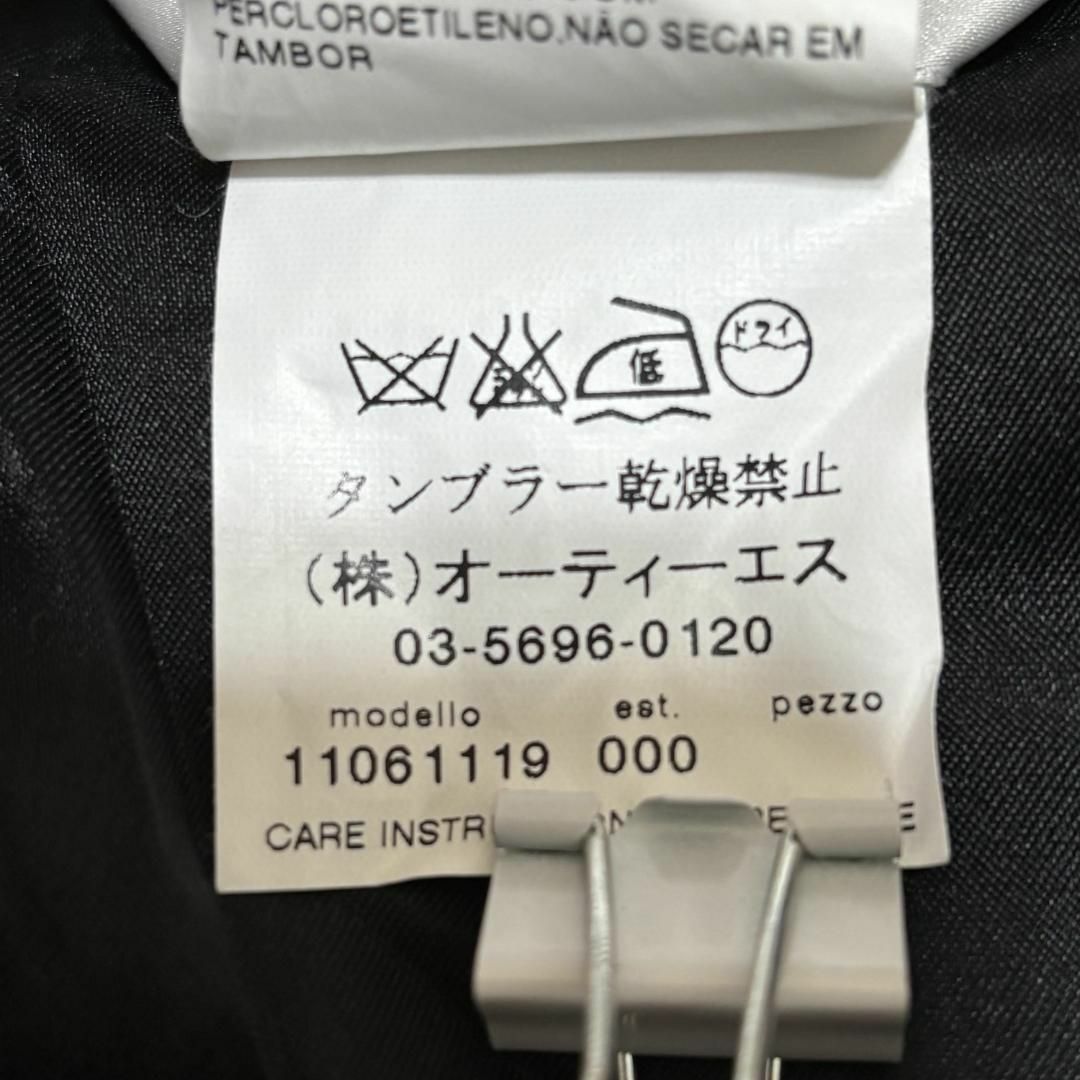 PERCLOROETILENO.NÃO SECAR EM
TAMBOR
低
ドライ
タンブラー乾燥禁止
(株)オーティーエス
03-5696-0120
modello est. pezzo
11061119 000
CARE